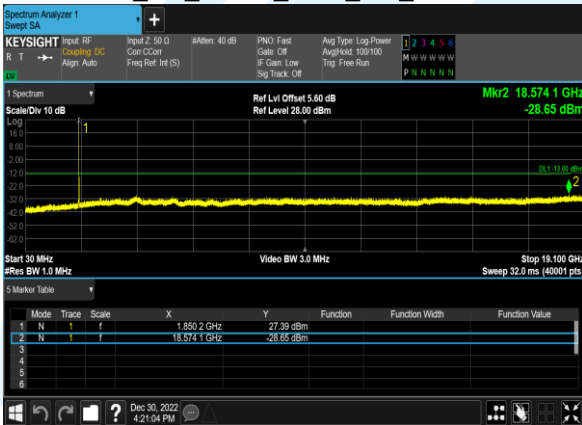 Spectrum Analyzer 1
Swept SA
+
KEYSIGHT Input: RF Input Z: 50 Ω #Atten: 40 dB PNO: Fast Avg Type: Log-Power 1 2 3 4 5 6
R T Coupling: DC Corr CCorr Gate: Off Avg|Hold: 100/100 M W W W W W
Align: Auto Freq Ref: Int (S) IF Gain: Low Trig: Free Run
LU Sig Track: Off P N N N N N
1 Spectrum Ref Lvl Offset 5.60 dB Mkr2 18.574 1 GHz
Scale/Div 10 dB Ref Level 28.00 dBm -28.65 dBm
Log
18.0 1
8.00
-2.00
-12.0 DL1 -13.00 dBm
-22.0 2
-32.0
-42.0
-52.0
-62.0
Start 30 MHz Video BW 3.0 MHz Stop 19.100 GHz
#Res BW 1.0 MHz Sweep 32.0 ms (40001 pts
5 Marker Table
Mode Trace Scale X Y Function Function Width Function Value
1 N 1 f 1.850 2 GHz 27.39 dBm
2 N 1 f 18.574 1 GHz -28.65 dBm
3
4
5
6
? Dec 30, 2022
4:21:04 PM